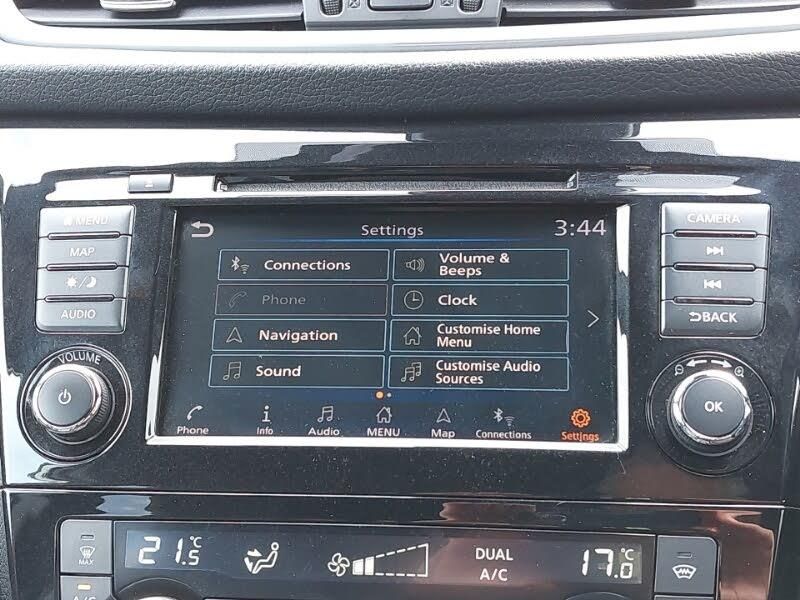 MENU
MAP
AUDIO
VOLUME
Settings 3:44
Connections
Volume &
Beeps
Phone
Clock
Navigation
Customise Home
Menu
Sound
Customise Audio
Sources
Phone Info Audio MENU Map Connections Settings
CAMERA
BACK
OK
MAX
A/C
21.5°C
DUAL
A/C
17.0°C